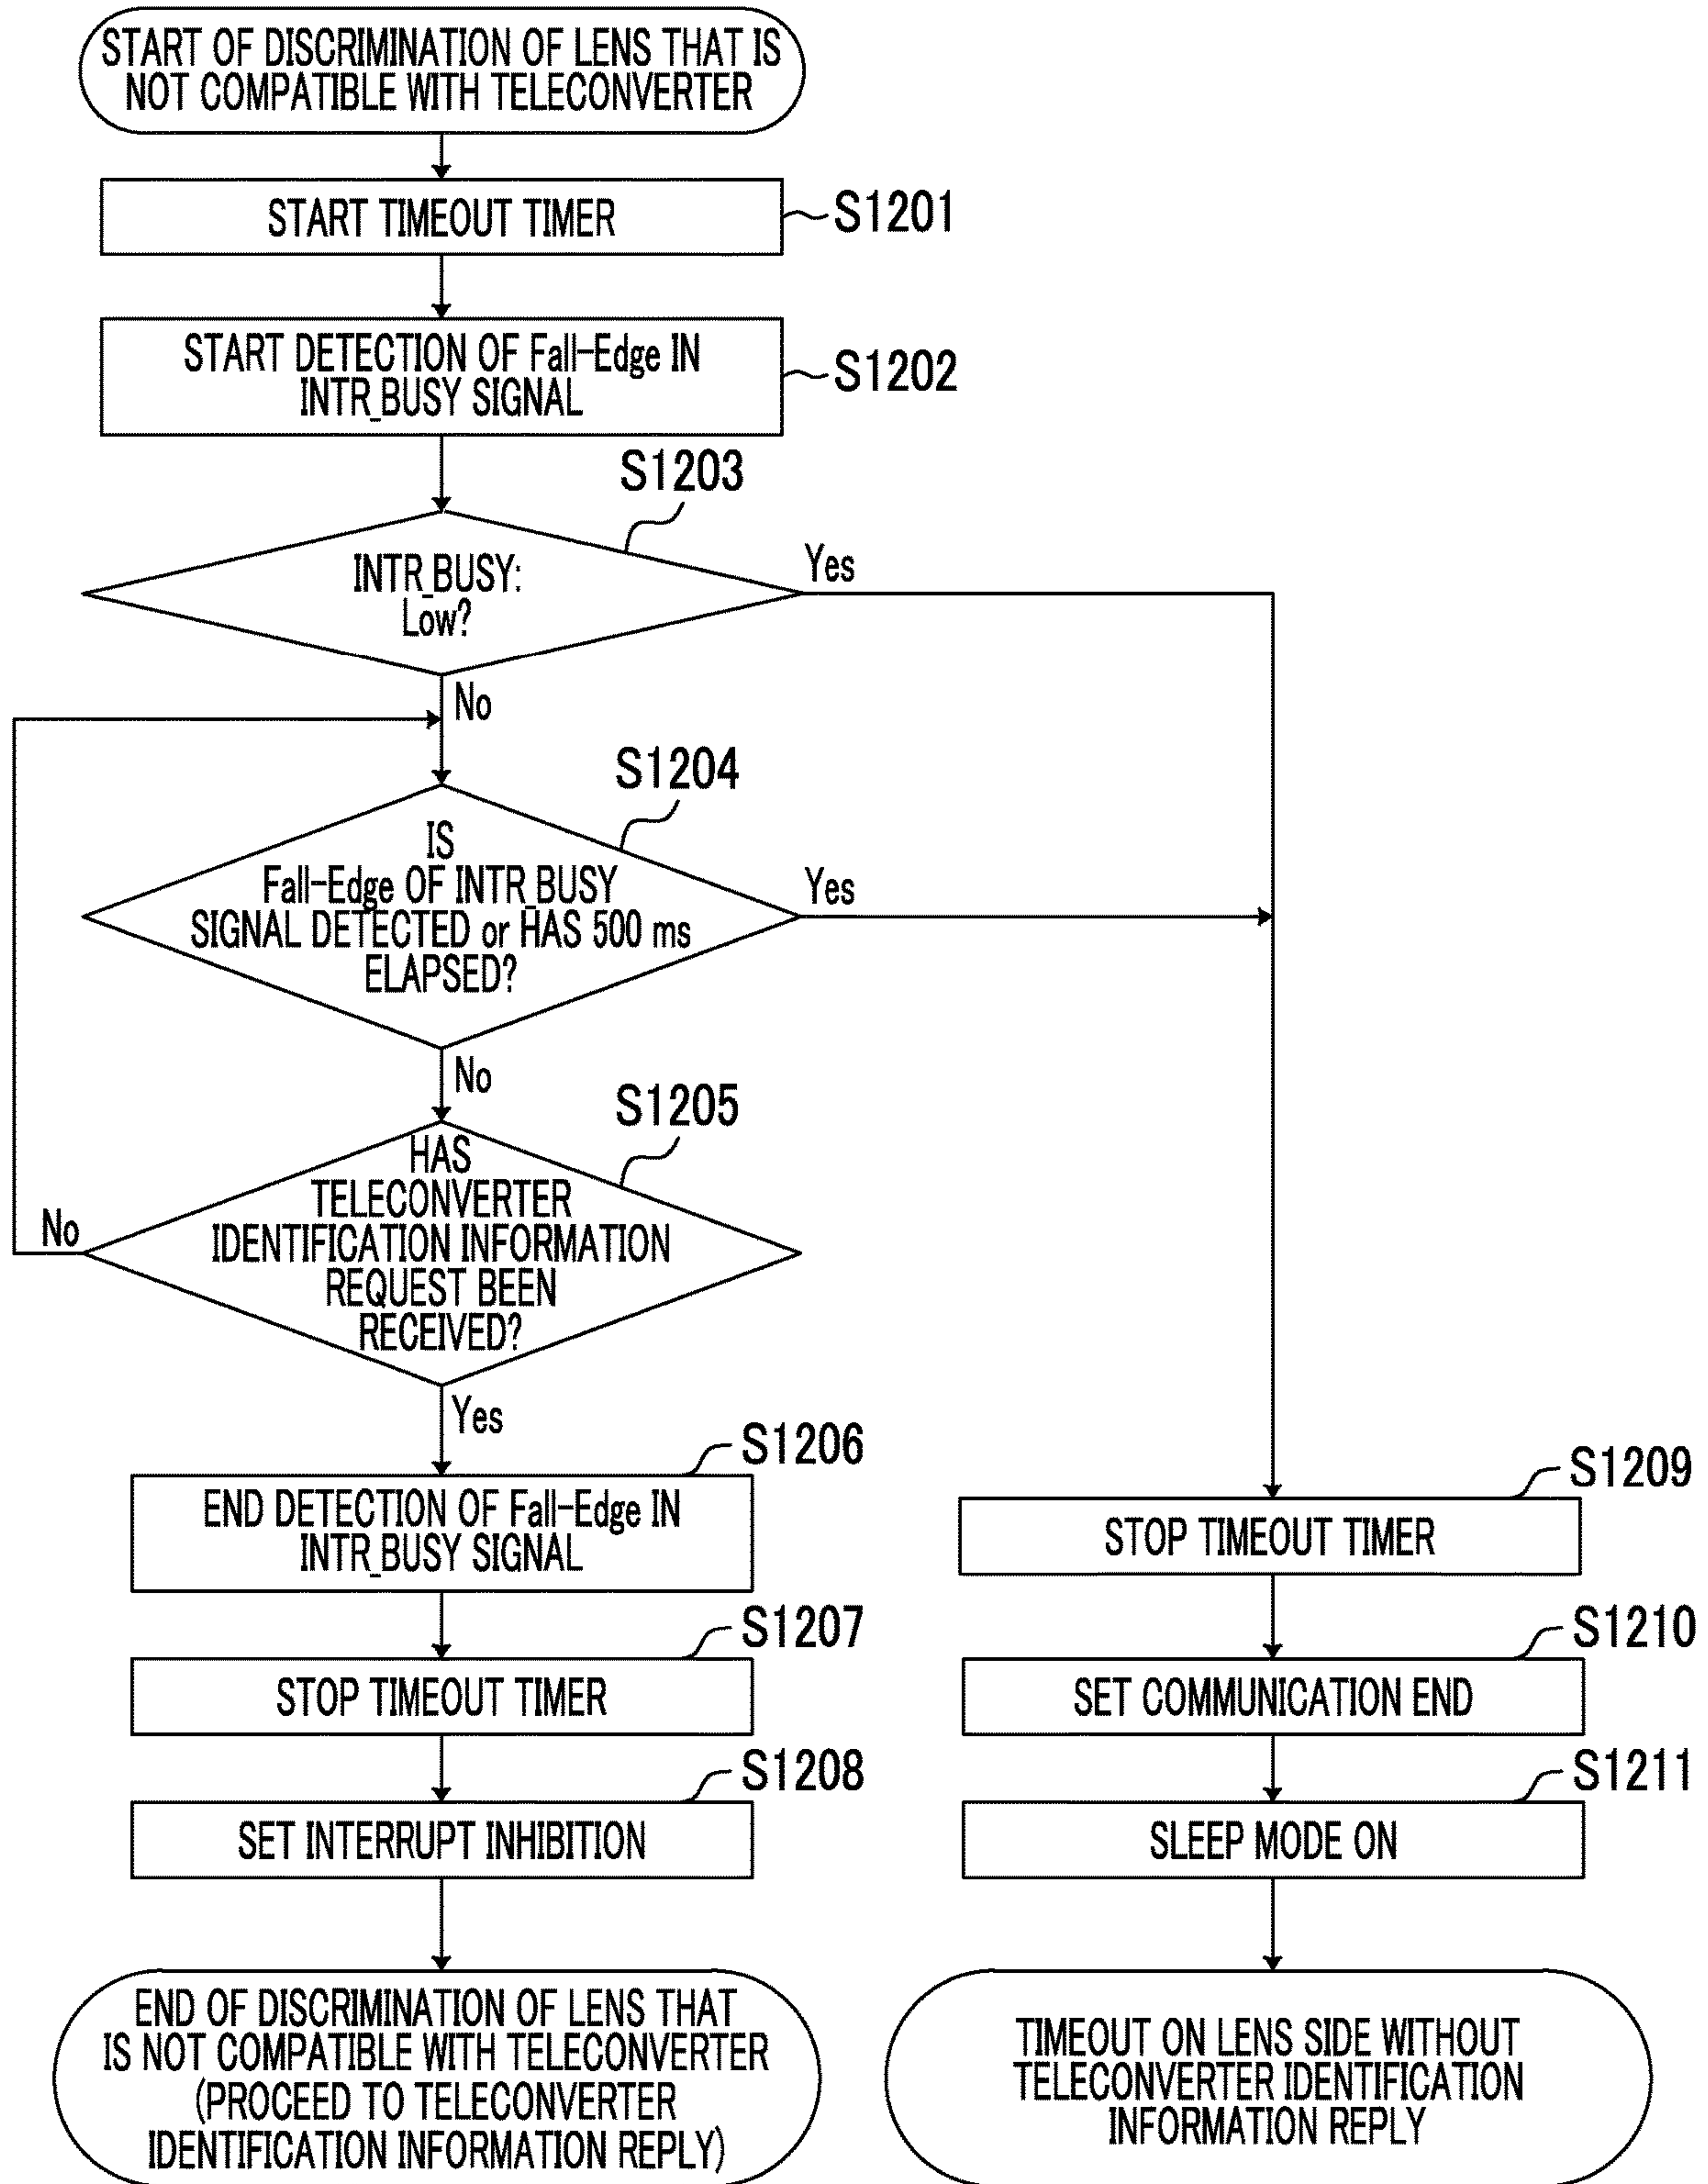 START OF DISCRIMINATION OF LENS THAT IS
NOT COMPATIBLE WITH TELECONVERTER
START TIMEOUT TIMER
S1201
START DETECTION OF Fall-Edge IN
INTR_BUSY SIGNAL
S1202
S1203
INTR_BUSY:
Low?
Yes
No
S1204
IS
Fall-Edge OF INTR_BUSY
SIGNAL DETECTED or HAS 500 ms
ELAPSED?
Yes
No
S1205
HAS
TELECONVERTER
IDENTIFICATION INFORMATION
REQUEST BEEN
RECEIVED?
No
Yes
S1206
END DETECTION OF Fall-Edge IN
INTR_BUSY SIGNAL
S1207
STOP TIMEOUT TIMER
S1208
SET INTERRUPT INHIBITION
END OF DISCRIMINATION OF LENS THAT
IS NOT COMPATIBLE WITH TELECONVERTER
(PROCEED TO TELECONVERTER
IDENTIFICATION INFORMATION REPLY)
S1209
STOP TIMEOUT TIMER
S1210
SET COMMUNICATION END
S1211
SLEEP MODE ON
TIMEOUT ON LENS SIDE WITHOUT
TELECONVERTER IDENTIFICATION
INFORMATION REPLY